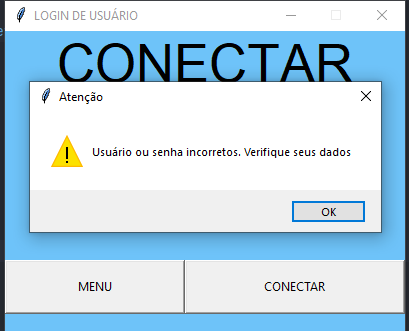 LOGIN DE USUÁRIO
CONECTAR
Atenção
Usuário ou senha incorretos. Verifique seus dados
OK
MENU
CONECTAR